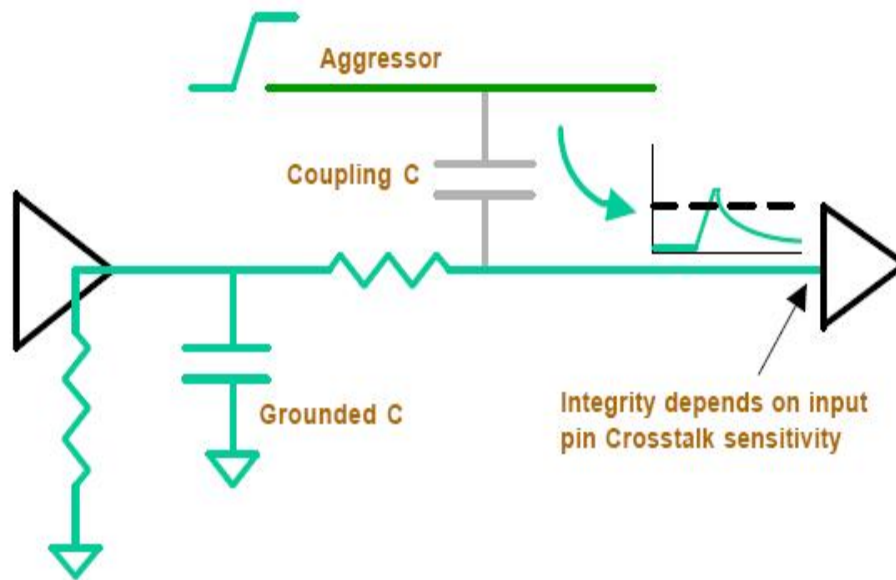 Aggressor
Coupling C
Grounded C
Integrity depends on input
pin Crosstalk sensitivity